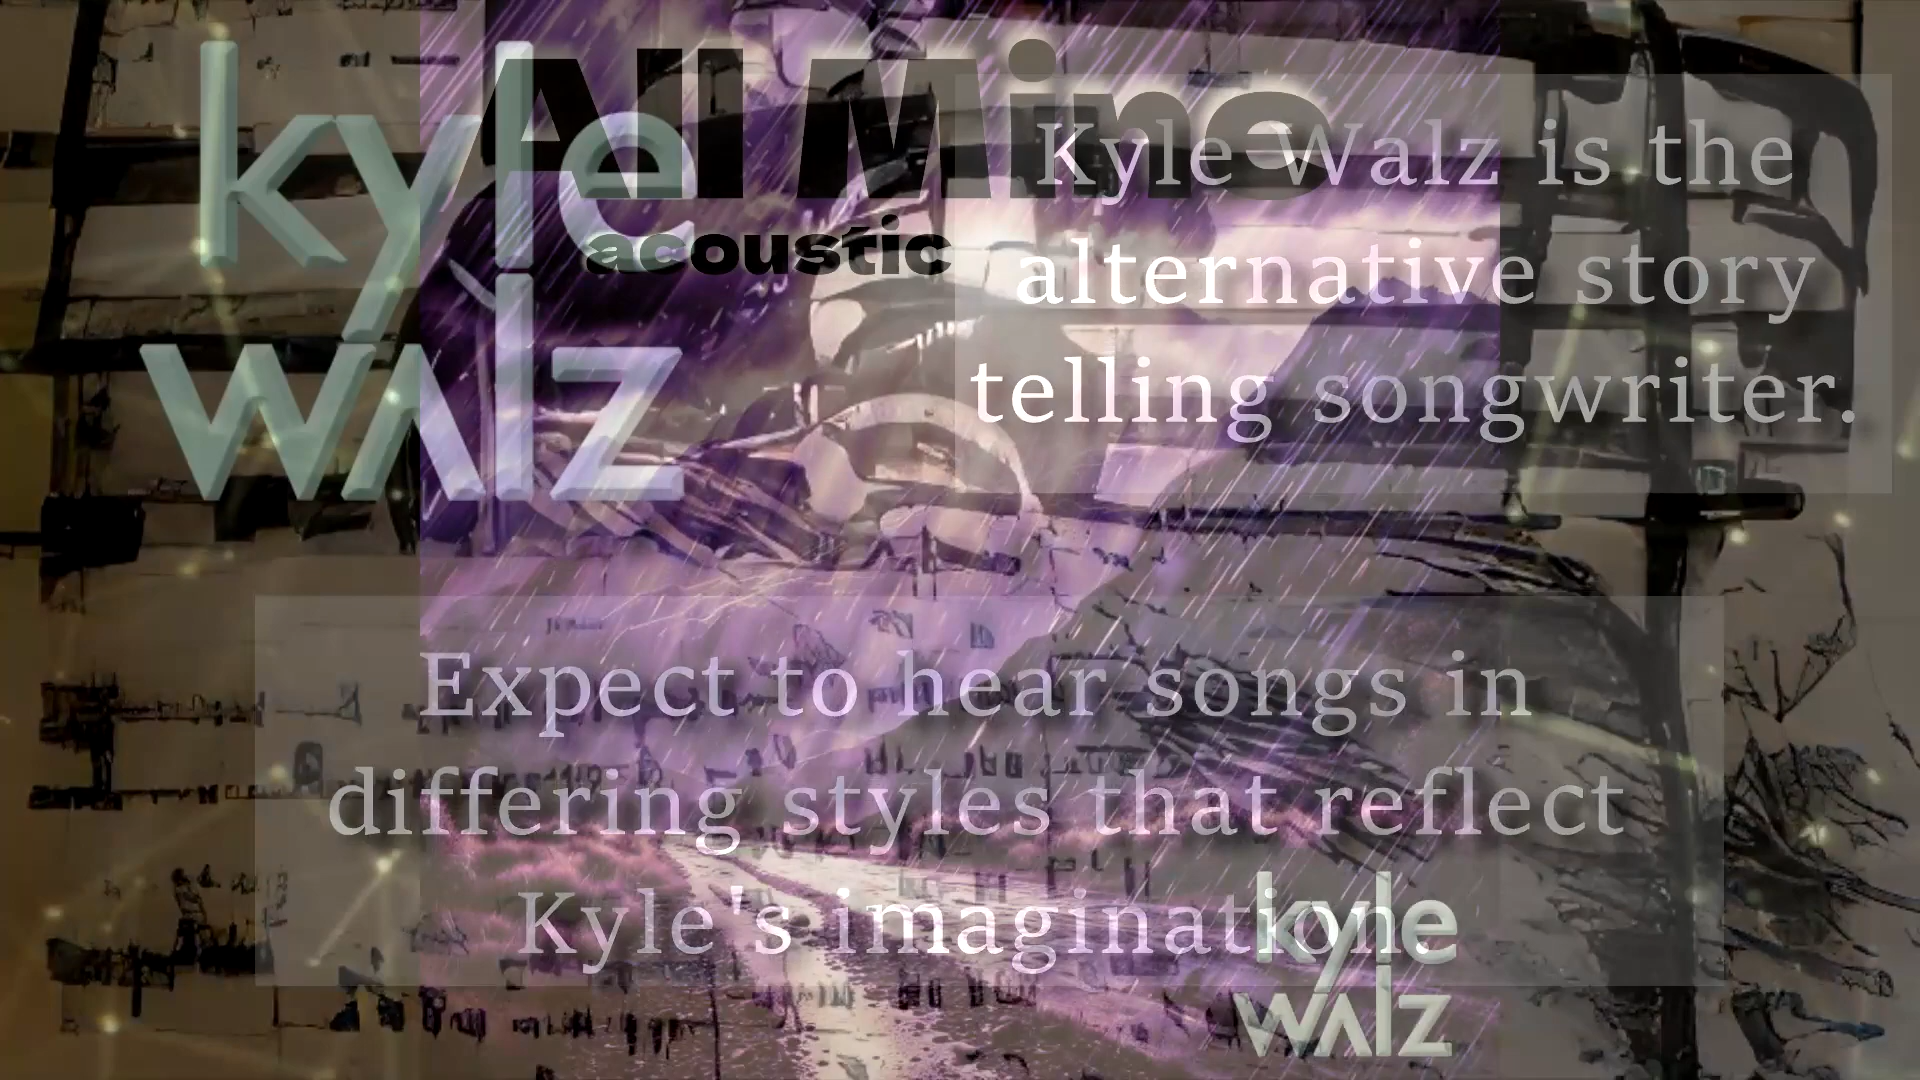 kyle
walz
All Mine
acoustic
Kyle Walz is the
alternative story
telling songwriter.
Expect to hear songs in
differing styles that reflect
Kyle's imagination.
kyle
walz